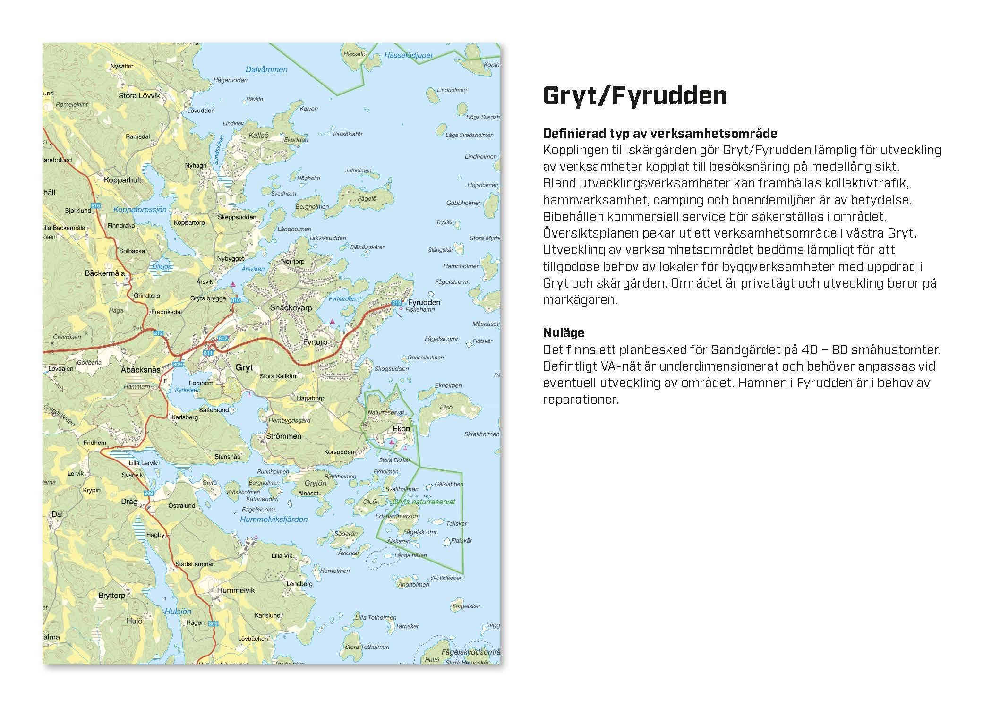 Dalaborg
Hässelö
Hässelödjupet
Korsh
Nysätter
Dalvåmmen
Hägerudden
lund
Stora Lövvik
Romeleklint
Rävklo
Lindholmen
Lövudden
Kalven
Höga Svedsh
Lindklev
Kallsö
Ekudden
Kallsöklabb
Låga Svedsholmen
31
Ramsdal
Sundsviken
darebolund
Nyhägn
Lindholmen
Jutholmen
Kopparhult
Högholm
Flöjsholmen
thäll
Svedholm
Fågelö
Björklund
816
Koppetorpssjön
Bergholmen
Gubbholmen
Skeppsudden
Koppartorp
Tryskär
lilla Bäckermåla
Finndrakö
Långholmen
Löten
Takviksudden
Stora Myrho
Solbacka
Själviksskären
Stångskär
Nybygget
Norrtorp
Lillsjön
Årsviken
Hamnholmen
Bäckermåla
Årsvik
Fågelsk.omr.
Grindtorp
Gryts brygga
810
Fyrfjärden
212
Fyrudden
Haga
Fredriksdal
Snäckevarp
Fiskehamn
Måsnäset
15
212
Gravrösen
812
Fyrtorp
Fågelsk.omr.
Flötskär
811
Golfbana
809
Grisselholmen
Lövdalen
Åbäcksnäs
Gryt
Skogsudden
Stora Kallkärr
Bå
Forshem
Hammarn
Kyrkviken
Ekholmen
Hagaborg
Östgötaleden
Sättersund
Flisö
Karlsberg
Naturreservat
Hembygdsgård
30
Ekön
Strömmen
Skrakholmen
Fridhem
Korsudden
Stensnäs
Stora Ekskär
Lilla Lervik
Lervik
Svanvik
Runnholmen
Björkholmen
Ekholmen
tarna
Grytö
Bergholmen
Grytön
Gålklabben
Krypin
809
Krösaholmen
Alnäset
Svallholmen
Katrineholm
Dräg
Östralund
Gloön
Gryts naturreservat
Fågelsk.omr.
Dal
Hummelviksfjärden
Edshammarsön
Tallskär
Hagby
Söderön
Fågelsk.omr.
Älskären
Flatskär
Äskskär
Lilla Vik
Långa hällen
Stadshammar
Harholmen
Skottklabben
Lenaberg
Andholmen
Bryttorp
Hummelvik
1
et
Hulsjön
Stagelskär
Hulö
Karlslund
Lilla Totholmen
Hagen
809
Tärnskär
Lägg
ålma
Lövbäcken
Stora Totholmen
Fågelskyddsområ
Hattö
Stora Hamnskär
Hummelvikstorpet
Rodklinten
Gryt/Fyrudden
Definierad typ av verksamhetsområde
Kopplingen till skärgården gör Gryt/Fyrudden lämplig för utveckling
av verksamheter kopplat till besöksnäring på medellång sikt.
Bland utvecklingsverksamheter kan framhållas kollektivtrafik,
hamnverksamhet, camping och boendemiljöer är av betydelse.
Bibehållen kommersiell service bör säkerställas i området.
Översiktsplanen pekar ut ett verksamhetsområde i västra Gryt.
Utveckling av verksamhetsområdet bedöms lämpligt för att
tillgodose behov av lokaler för byggverksamheter med uppdrag i
Gryt och skärgården. Området är privatägt och utveckling beror på
markägaren.
Nuläge
Det finns ett planbesked för Sandgärdet på 40 – 80 småhustomter.
Befintligt VA-nät är underdimensionerat och behöver anpassas vid
eventuell utveckling av området. Hamnen i Fyrudden är i behov av
reparationer.